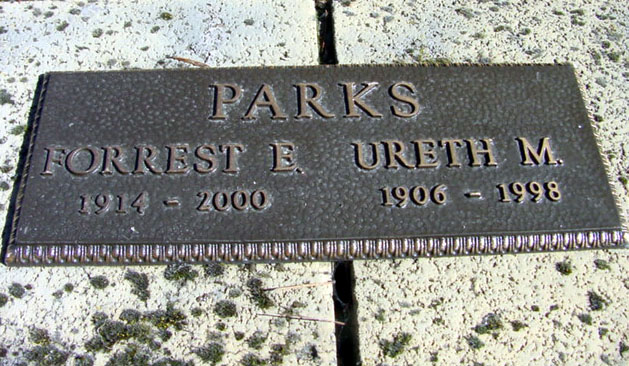 PARKS
FORREST E. URETH M.
1914 - 2000 1906 - 1998